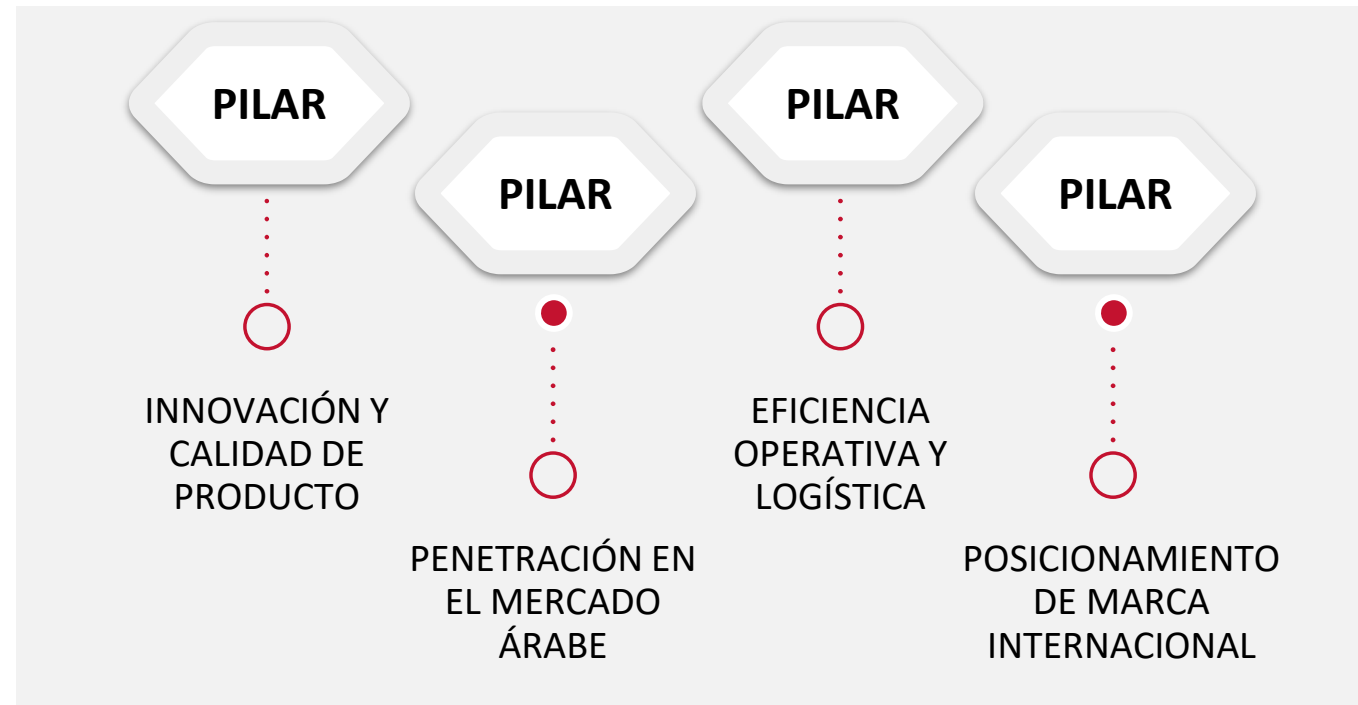 PILAR
INNOVACIÓN Y
CALIDAD DE
PRODUCTO
PILAR
PENETRACIÓN EN
EL MERCADO
ÁRABE
PILAR
EFICIENCIA
OPERATIVA Y
LOGÍSTICA
PILAR
POSICIONAMIENTO
DE MARCA
INTERNACIONAL